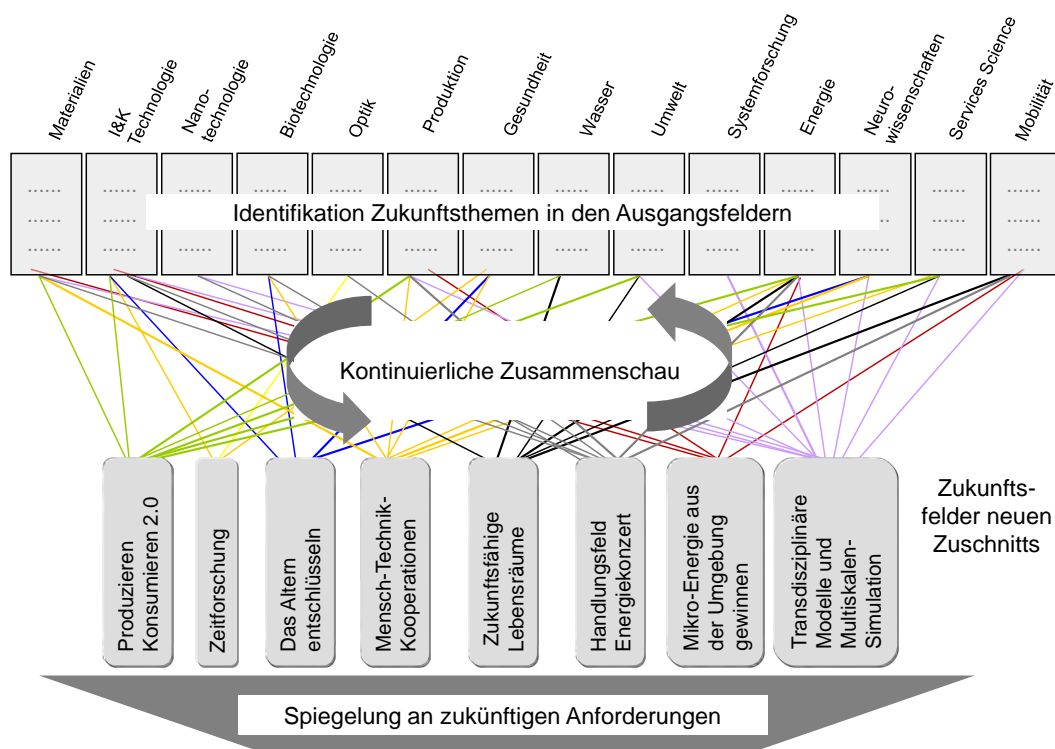 Materialien
I&K
Technologie
Nano-
technologie
Biotechnologie
Optik
Produktion
Gesundheit
Wasser
Umwelt
Systemforschung
Energie
Neuro-
wissenschaften
Services Science
Mobilität
...... ...... ...... ...... ...... ...... ...... ...... ...... ...... ...... ...... ...... ......
...... ...... ...... ...... ...... ...... ...... ...... ...... ...... ...... ...... ...... ......
Identifikation Zukunftsthemen in den Ausgangsfeldern
...... ...... ...... ...... ...... ...... ...... ...... ...... ...... ...... ...... ...... ......
Kontinuierliche Zusammenschau
Produzieren
Konsumieren 2.0
Zeitforschung
Das Altern
entschlüsseln
Mensch-Technik-
Kooperationen
Zukunftsfähige
Lebensräume
Handlungsfeld
Energiekonzert
Mikro-Energie aus
der Umgebung
gewinnen
Transdisziplinäre
Modelle und
Multiskalen-
Simulation
Zukunfts-
felder neuen
Zuschnitts
Spiegelung an zukünftigen Anforderungen